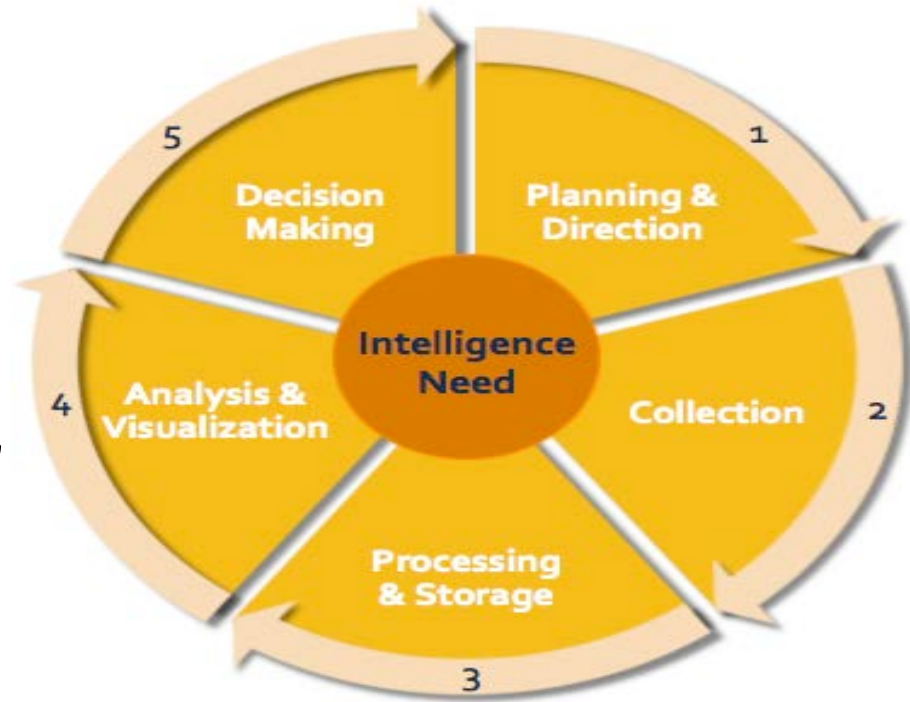 Intelligence
Need
1
Planning &
Direction
2
Collection
3
Processing
& Storage
4
Analysis &
Visualization
5
Decision
Making